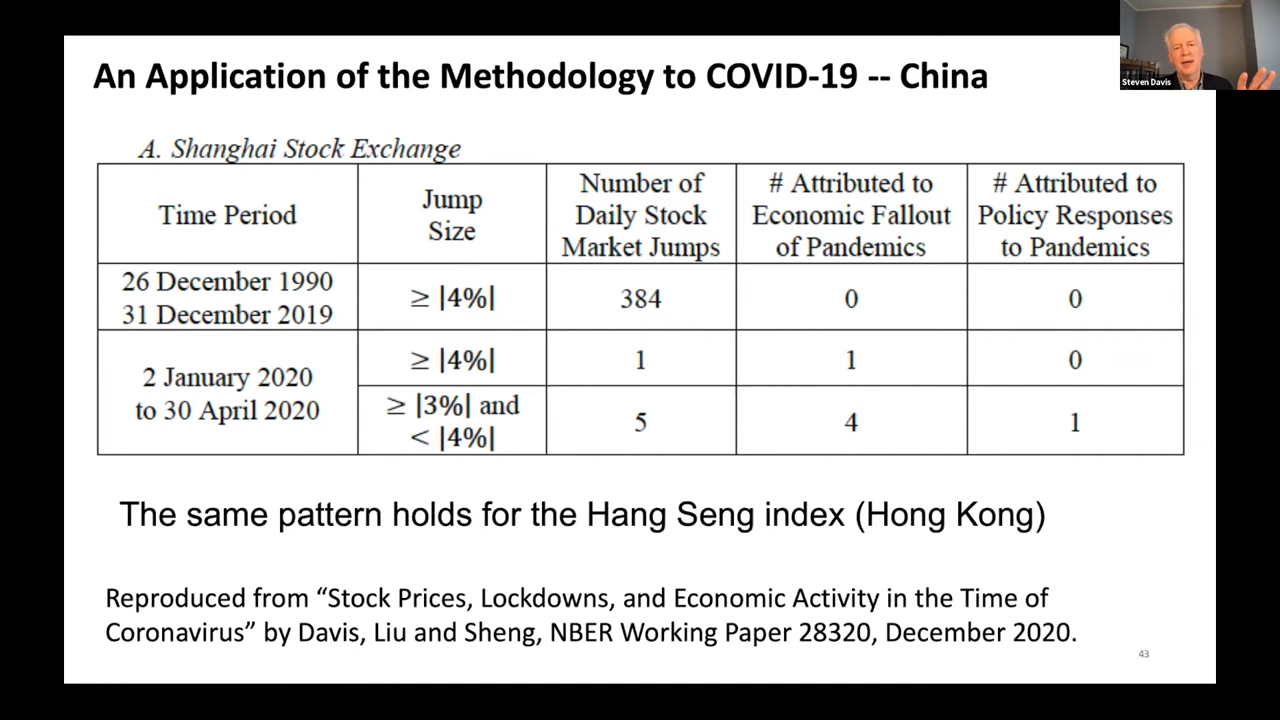 An Application of the Methodology to COVID-19 -- China
Steven Davis
A. Shanghai Stock Exchange
Time Period
Jump
Size
Number of
Daily Stock
Market Jumps
# Attributed to
Economic Fallout
of Pandemics
# Attributed to
Policy Responses
to Pandemics
26 December 1990
31 December 2019
≥ |4%|
384
0
0
2 January 2020
to 30 April 2020
≥ |4%|
1
1
0
≥ |3%| and
< |4%|
5
4
1
The same pattern holds for the Hang Seng index (Hong Kong)
Reproduced from “Stock Prices, Lockdowns, and Economic Activity in the Time of
Coronavirus” by Davis, Liu and Sheng, NBER Working Paper 28320, December 2020.
43